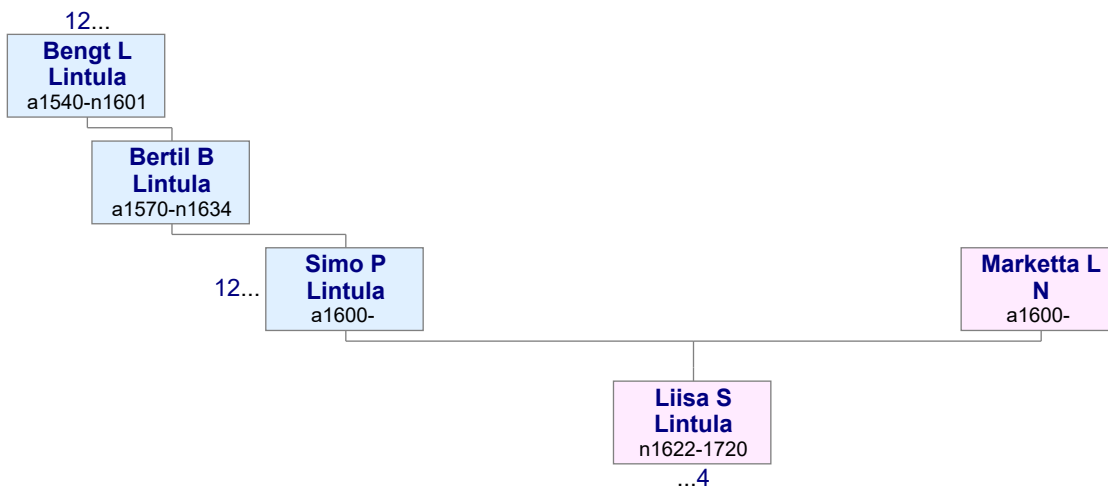 12...
Bengt L
Lintula
a1540-n1601
Bertil B
Lintula
a1570-n1634
12...
Simo P
Lintula
a1600-
Marketta L
N
a1600-
Liisa S
Lintula
n1622-1720
...4